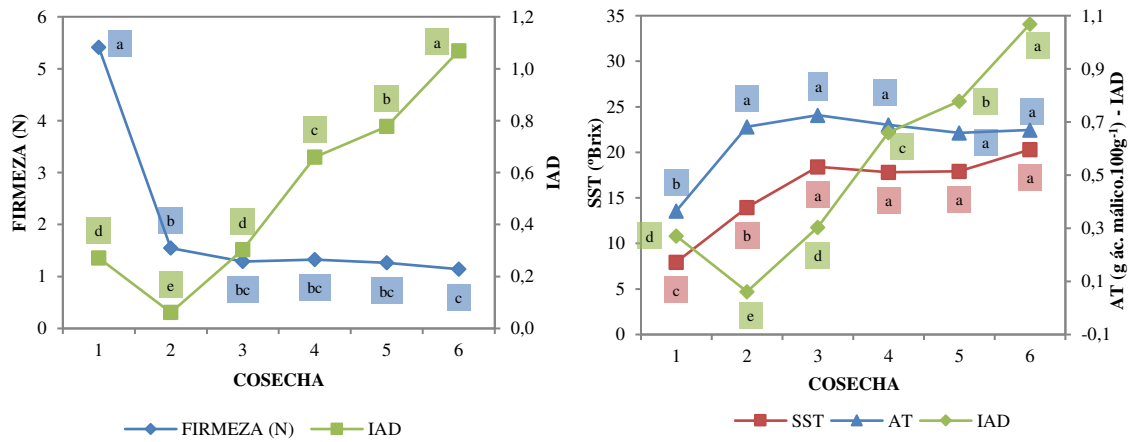 6
5
4
3
2
1
0
FIRMEZA (N)
a
b
bc
bc
bc
c
d
e
d
c
b
a
1,2
1,0
0,8
0,6
0,4
0,2
0,0
IAD
1 2 3 4 5 6
COSECHA
FIRMEZA (N) IAD
35
30
25
20
15
10
5
0
SST (ºBrix)
b
a
a
a
a
a
c
b
a
a
a
a
d
e
d
c
b
a
1,1
0,9
0,7
0,5
0,3
0,1
-0,1
AT (g ác. málico.100g-1) - IAD
1 2 3 4 5 6
COSECHA
SST AT IAD